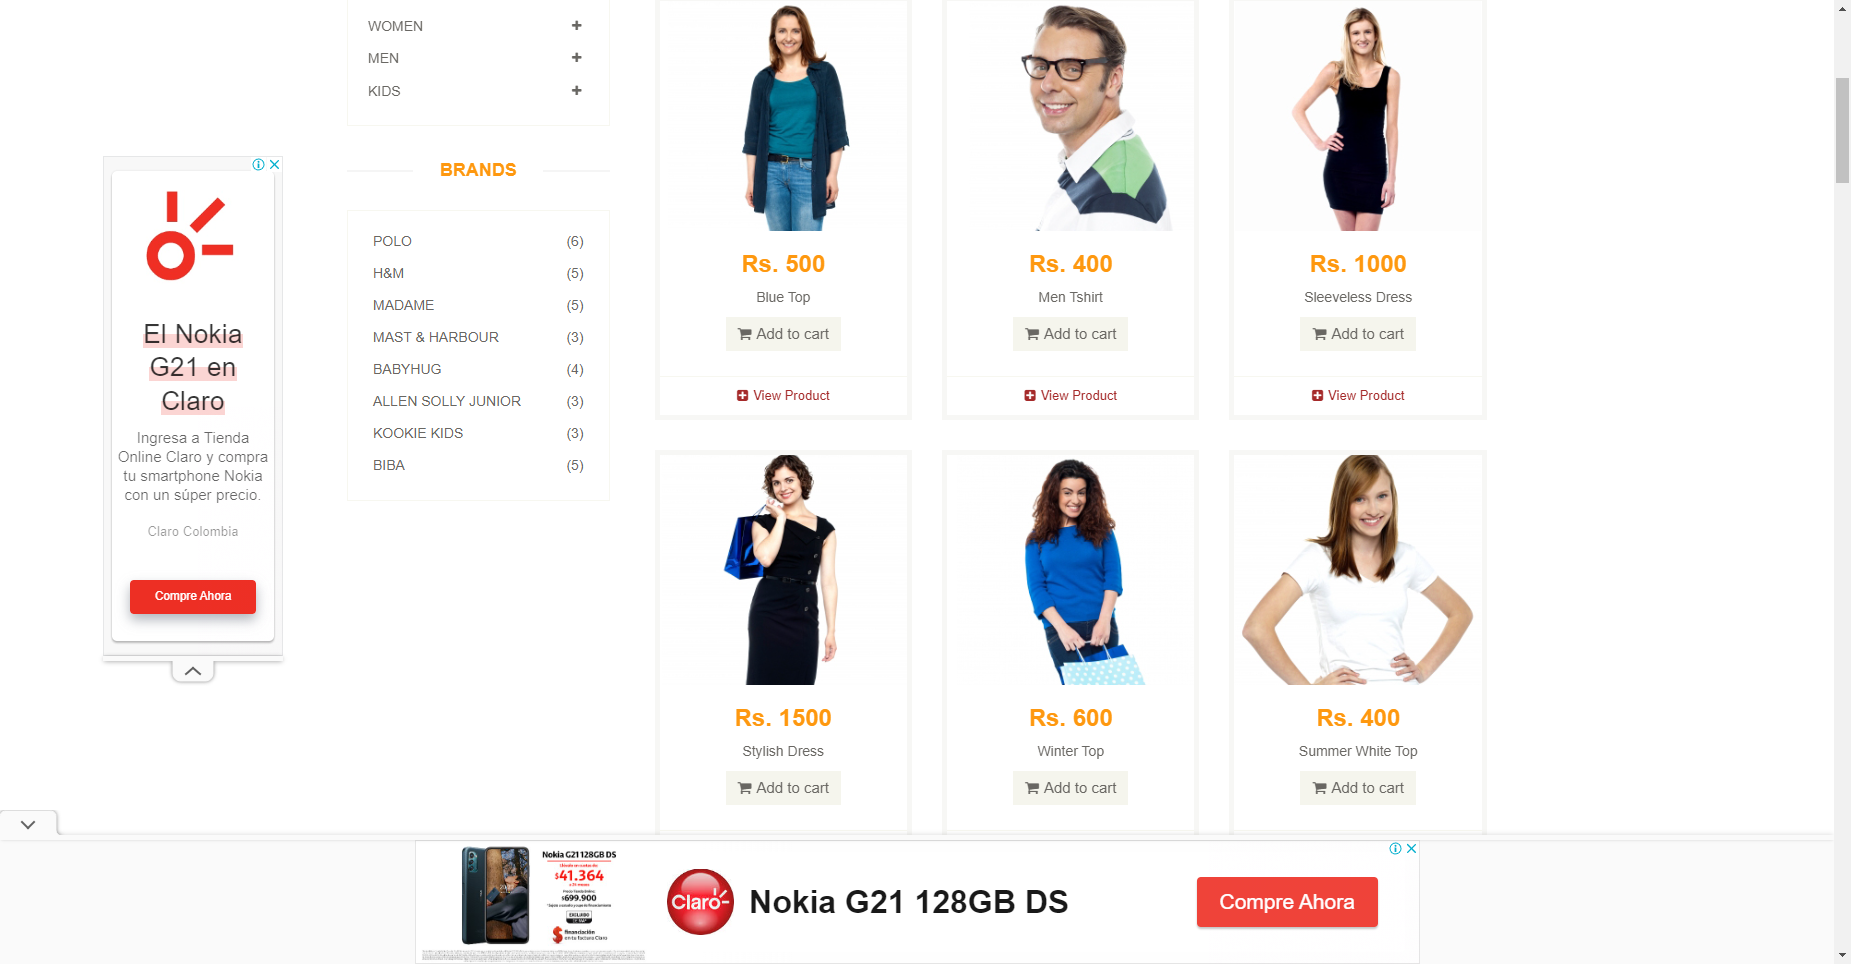 WOMEN
MEN
KIDS
BRANDS
POLO (6)
H&M (5)
MADAME (5)
MAST & HARBOUR (3)
BABYHUG (4)
ALLEN SOLLY JUNIOR (3)
KOOKIE KIDS (3)
BIBA (5)
El Nokia
G21 en
Claro
Ingresa a Tienda
Online Claro y compra
tu smartphone Nokia
con un súper precio.
Claro Colombia
Compre Ahora
Rs. 500
Blue Top
Add to cart
View Product
Rs. 400
Men Tshirt
Add to cart
View Product
Rs. 1000
Sleeveless Dress
Add to cart
View Product
Rs. 1500
Stylish Dress
Add to cart
Rs. 600
Winter Top
Add to cart
Rs. 400
Summer White Top
Add to cart
Nokia G21 128GB DS
$41.364
$699.900
financiación
en tu factura Claro
Claro
Nokia G21 128GB DS
Compre Ahora